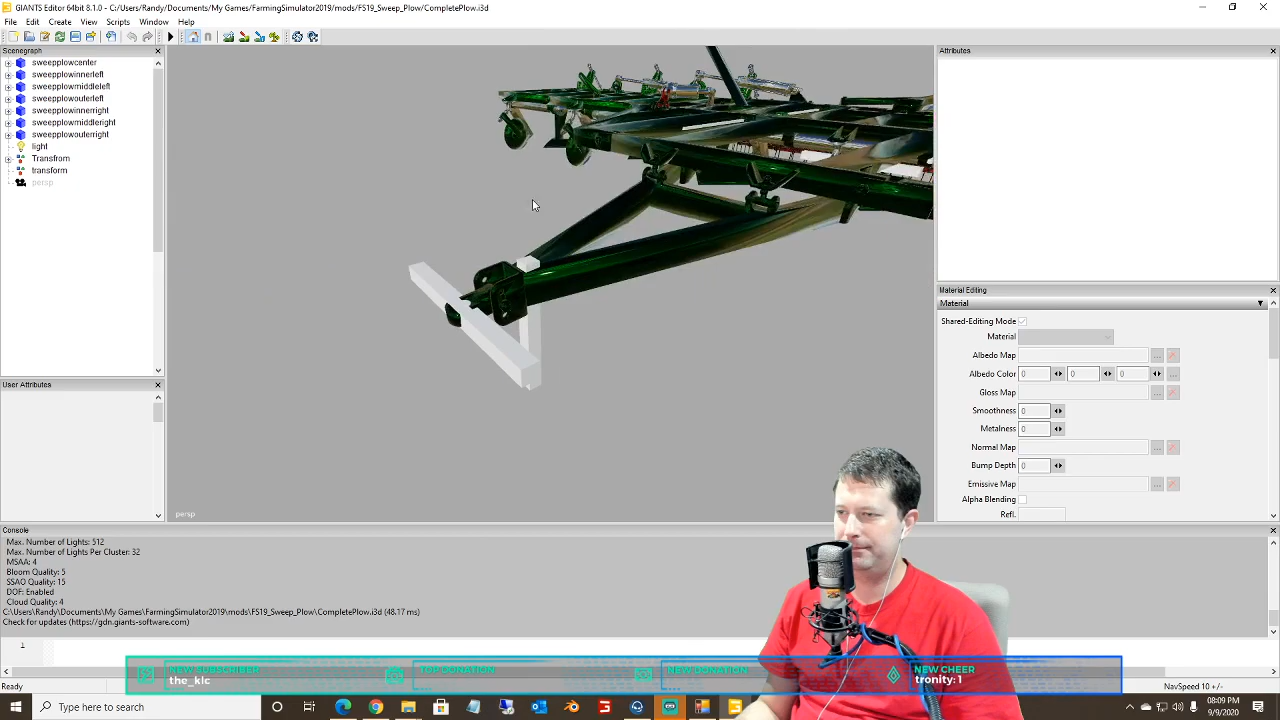 GIANTS Editor 64bit 8.1.0 - C:/Users/Randy/Documents/My Games/FarmingSimulator2019/mods/FS19_Sweep_Plow/CompletePlow.i3d
File Edit Create View Scripts Window Help
Scenegraph
sweepplowcenter
sweepplowinnerleft
sweepplowmiddleleft
sweepplowouterleft
sweepplowinnerright
sweepplowmiddleright
sweepplowouterright
light
Transfrom
transform
persp
User Attributes
persp
Attributes
Material Editing
Material
Shared-Editing Mode
Material
Albedo Map
Albedo Color 0 0 0
Gloss Map
Smoothness 0
Metalness 0
Normal Map
Bump Depth 0
Emissive Map
Alpha Blending
Refl.
Console
Max. Number of Lights: 512
Max. Number of Lights Per Cluster: 32
MSAA: 4
Bloom Quality: 5
SSAO Quality: 15
DOF: Enabled
Cloud Quality: 4
C:\Users\Randy\Documents\My Games\FarmingSimulator2019\mods\FS19_Sweep_Plow\CompletePlow.i3d (48.17 ms)
Check for updates (https://gdn.giants-software.com)
1
NEW SUBSCRIBER
the_klc
TOP DONATION
NEW DONATION
NEW CHEER
tronity: 1
Ready
NavSpeed 10 +/-
Type here to search
08:09 PM
9/9/2020